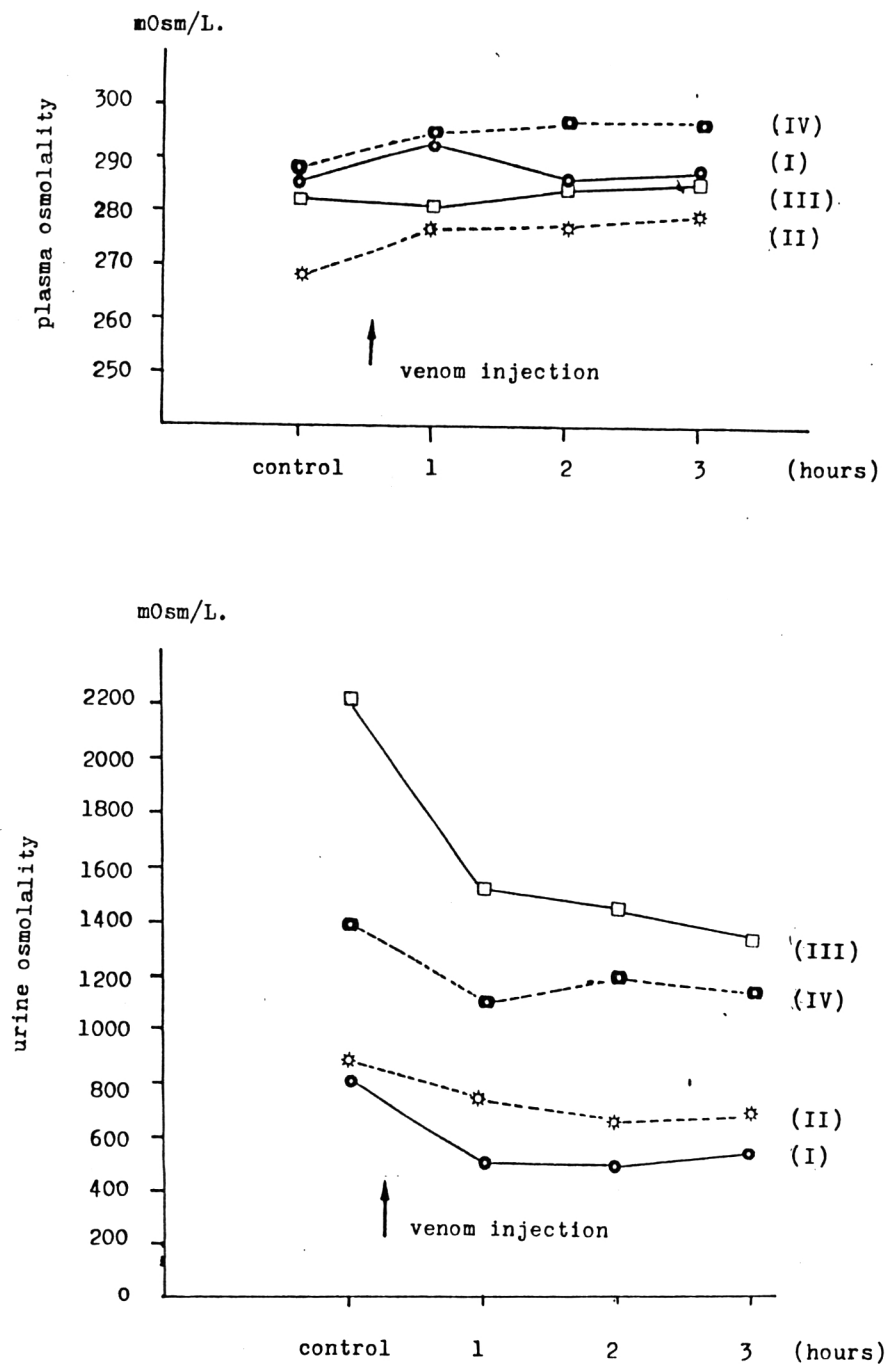 mOsm/L.
plasma osmolality
300
290
280
270
260
250
(IV)
(I)
(III)
(II)
venom injection
control 1 2 3 (hours)
mOsm/L.
urine osmolality
2200
2000
1800
1600
1400
1200
1000
800
600
400
200
0
(III)
(IV)
(II)
(I)
venom injection
control 1 2 3 (hours)